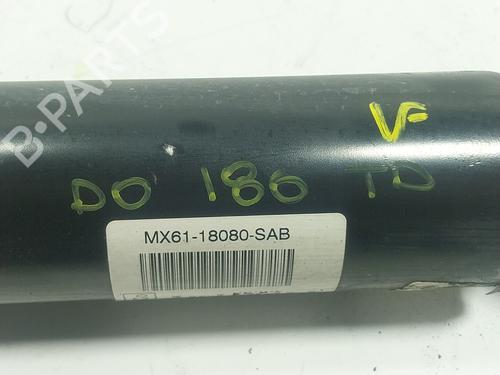 B-PARTS
VF
DO 186 TD
MX61-18080-SAB